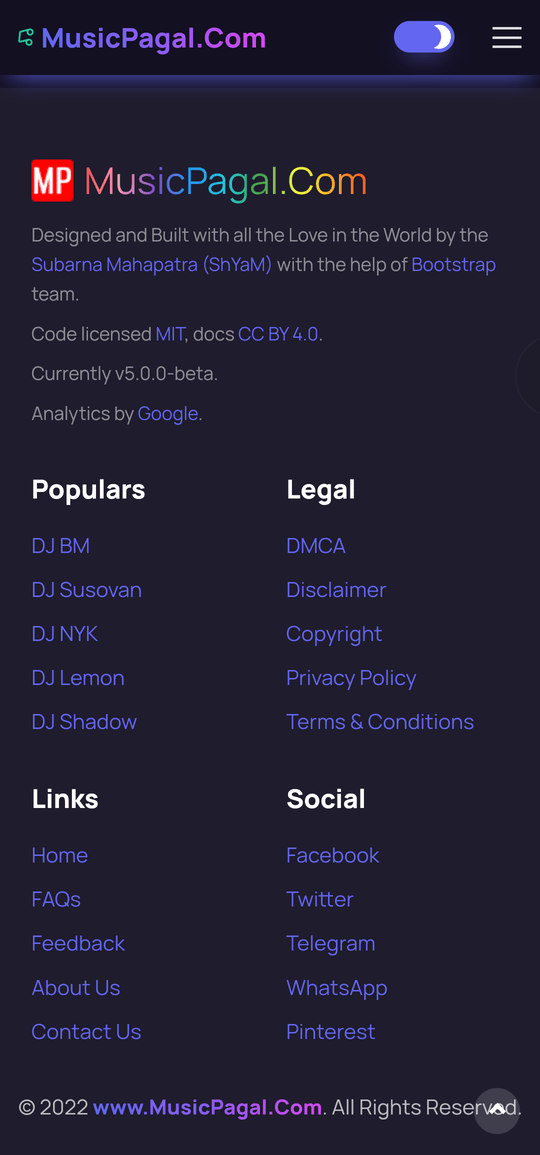 MusicPagal.Com
MP MusicPagal.Com
Designed and Built with all the Love in the World by the
Subarna Mahapatra (ShYaM) with the help of Bootstrap
team.
Code licensed MIT, docs CC BY 4.0.
Currently v5.0.0-beta.
Analytics by Google.
Populars
DJ BM
DJ Susovan
DJ NYK
DJ Lemon
DJ Shadow
Legal
DMCA
Disclaimer
Copyright
Privacy Policy
Terms & Conditions
Links
Home
FAQs
Feedback
About Us
Contact Us
Social
Facebook
Twitter
Telegram
WhatsApp
Pinterest
© 2022 www.MusicPagal.Com. All Rights Reserved.